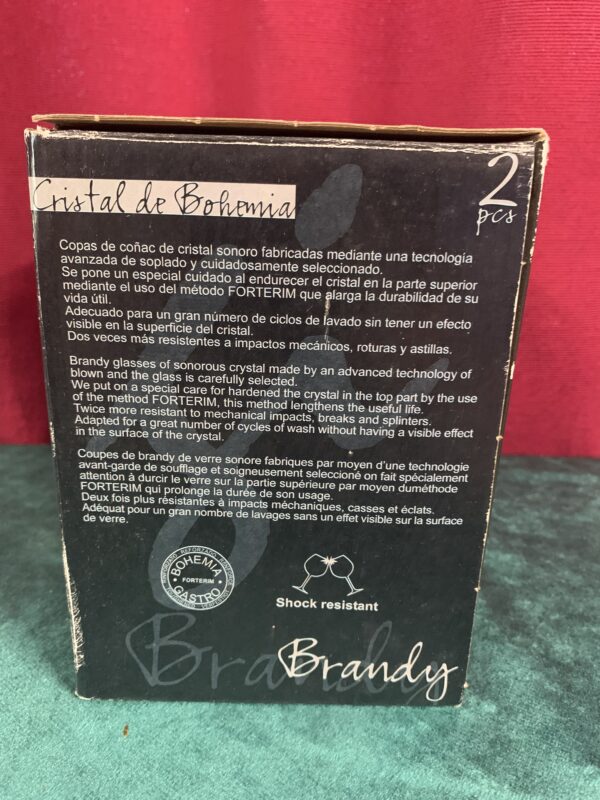 2
pcs
Cristal de Bohemia
Copas de coñac de cristal sonoro fabricadas mediante una tecnologia
avanzada de soplado y cuidadosamente seleccionado.
Se pone un especial cuidado al endurecer el cristal en la parte superior
mediante el uso del método FORTERIM que alarga la durabilidad de su
vida útil.
Adecuado para un gran número de ciclos de lavado sin tener un efecto
visible en la superficie del cristal.
Dos veces más resistentes a impactos mecánicos, roturas y astillas.
Brandy glasses of sonorous crystal made by an advanced technology of
blown and the glass is carefully selected.
We put on a special care for hardened the crystal in the top part by the use
of the method FORTERIM, this method lengthens the useful life.
Twice more resistent to mechanical impacts, breaks and splinters.
Adapted for a great number of cycles of wash without having a visible effect
in the surface of the crystal.
Coupes de brandy de verre sonore fabriques par moyen d'une technologie
avant-garde de soufflage et soigneusement seleccioné on fait spécialement
attention à durcir le verre sur la partie supérieure par moyen duméthode
FORTERIM qui prolonge la durée de son usage.
Deux fois plus résistantes à impacts méchaniques, casses et éclats.
Adéquat pour un gran nombre de lavages sans un effet visible sur la surface
de verre.
BOHEMIA
FORTERIM
GASTRO
Shock resistant
Brandy
Brandy